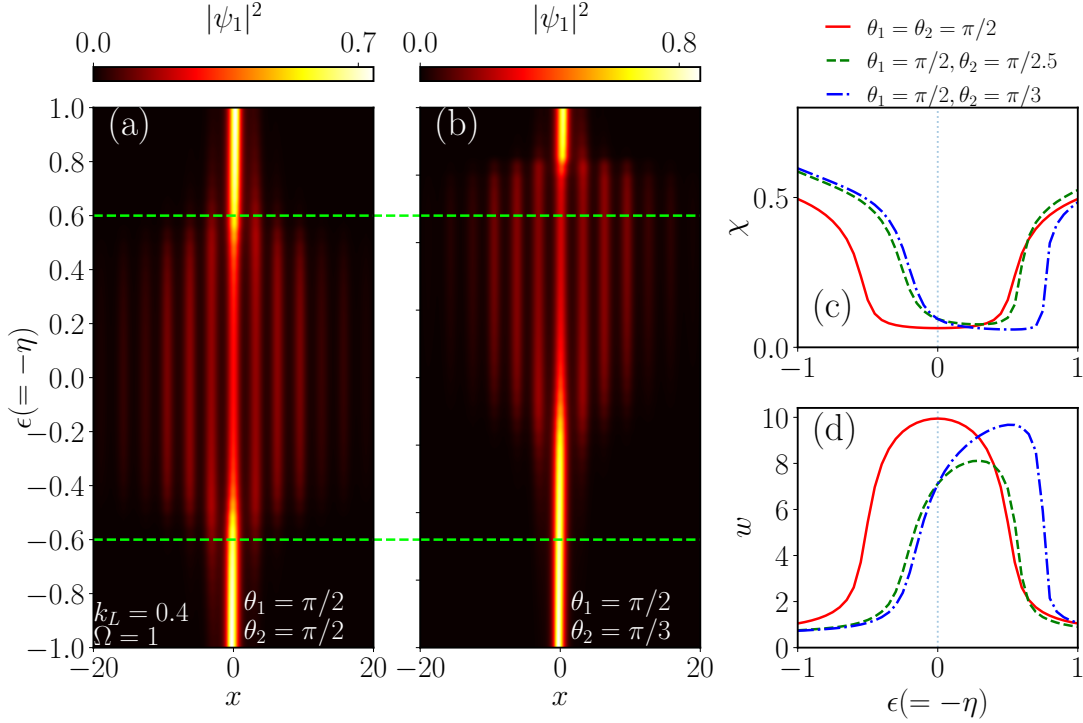 |ψ₁|²
|ψ₁|²
0.0 0.7
0.0 0.8
θ₁ = θ₂ = π/2
θ₁ = π/2, θ₂ = π/2.5
θ₁ = π/2, θ₂ = π/3
(a)
(b)
1.0
0.8
0.6
0.4
0.2
0.0
−0.2
−0.4
−0.6
−0.8
−1.0
ϵ(= −η)
k_L = 0.4
Ω = 1
θ₁ = π/2
θ₂ = π/2
θ₁ = π/2
θ₂ = π/3
−20 0 20
x
−20 0 20
x
χ
0.5
0.0
(c)
−1 0 1
w
10
8
6
4
2
0
(d)
−1 0 1
ϵ(= −η)